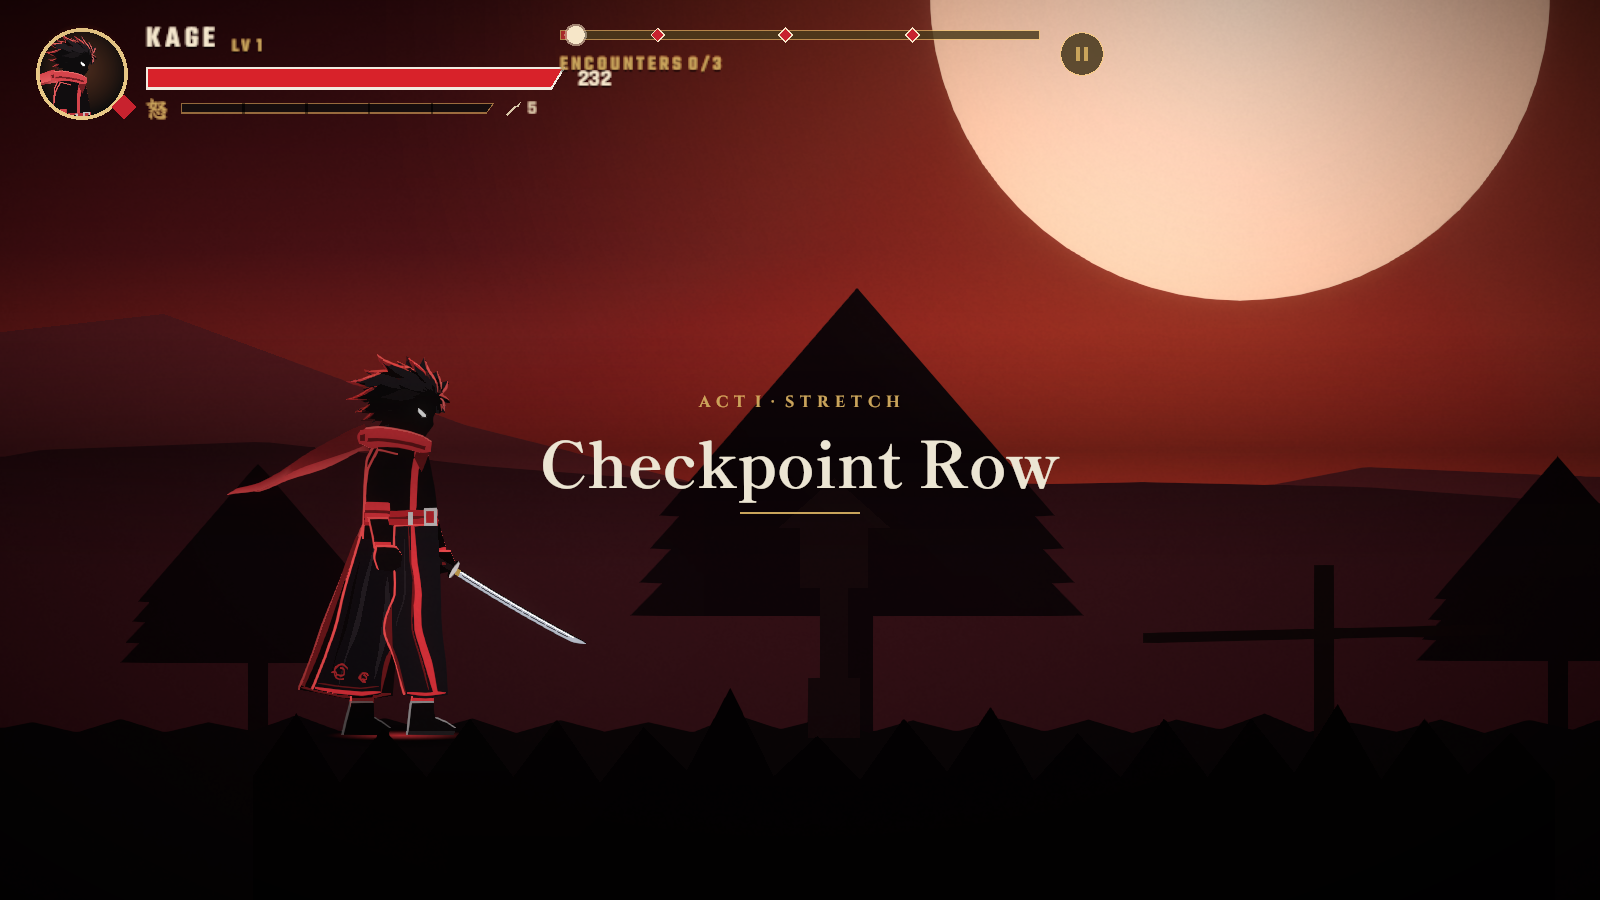 KAGE LV 1
ENCOUNTERS 0/3
232
怒 5
ACT I · STRETCH
Checkpoint Row